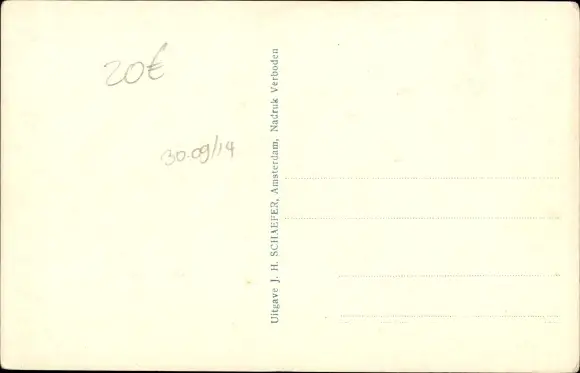 20€
30.09/14
Uitgave J. H. SCHAEFER, Amsterdam, Nadruk Verboden